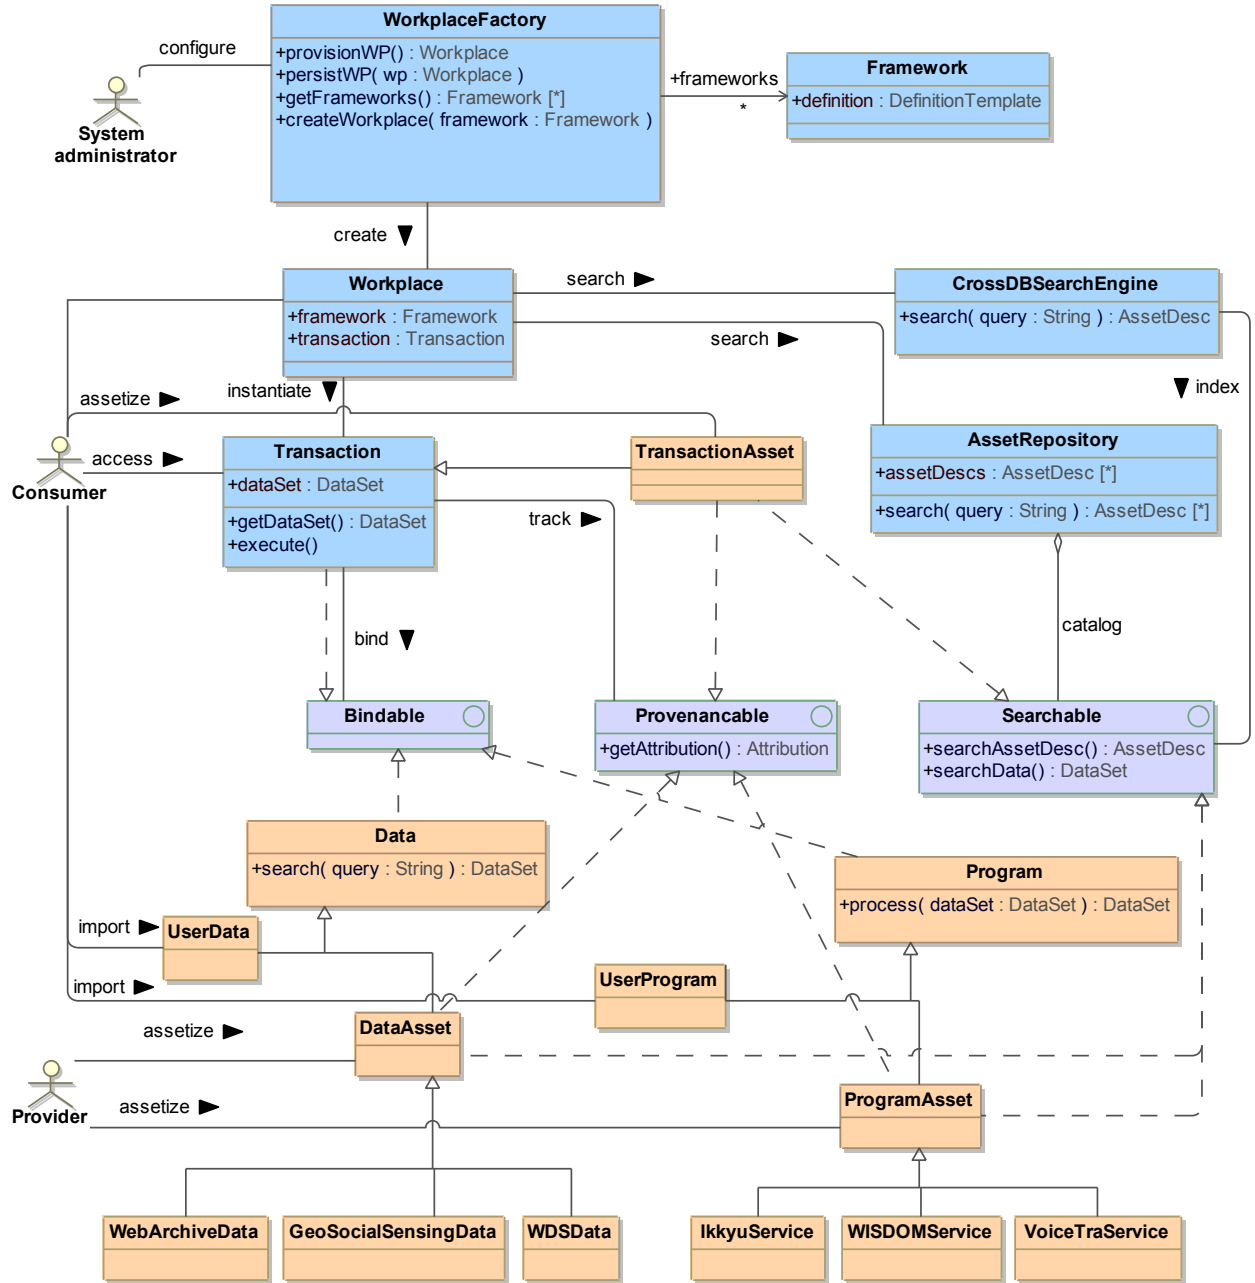 WorkplaceFactory
+provisionWP() : Workplace
+persistWP( wp : Workplace )
+getFrameworks() : Framework [*]
+createWorkplace( framework : Framework )
configure
System
administrator
+frameworks
*
Framework
+definition : DefinitionTemplate
create
Workplace
+framework : Framework
+transaction : Transaction
search
CrossDBSearchEngine
+search( query : String ) : AssetDesc
search
index
instantiate
assetize
access
Consumer
Transaction
+dataSet : DataSet
+getDataSet() : DataSet
+execute()
TransactionAsset
AssetRepository
+assetDescs : AssetDesc [*]
+search( query : String ) : AssetDesc [*]
track
bind
catalog
Bindable
Provenancable
+getAttribution() : Attribution
Searchable
+searchAssetDesc() : AssetDesc
+searchData() : DataSet
Data
+search( query : String ) : DataSet
Program
+process( dataSet : DataSet ) : DataSet
import
UserData
import
UserProgram
assetize
DataAsset
Provider
assetize
ProgramAsset
WebArchiveData
GeoSocialSensingData
WDSData
IkkyuService
WISDOMService
VoiceTraService